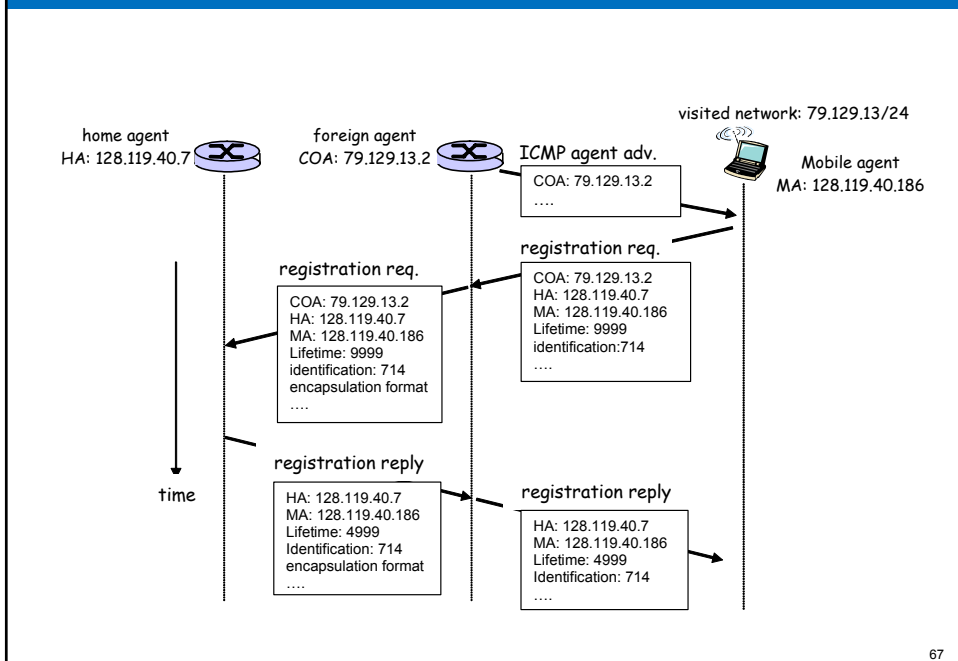 visited network: 79.129.13/24
home agent
HA: 128.119.40.7
foreign agent
COA: 79.129.13.2
ICMP agent adv.
COA: 79.129.13.2
….
Mobile agent
MA: 128.119.40.186
registration req.
COA: 79.129.13.2
HA: 128.119.40.7
MA: 128.119.40.186
Lifetime: 9999
identification:714
….
registration req.
COA: 79.129.13.2
HA: 128.119.40.7
MA: 128.119.40.186
Lifetime: 9999
identification: 714
encapsulation format
….
time
registration reply
HA: 128.119.40.7
MA: 128.119.40.186
Lifetime: 4999
Identification: 714
encapsulation format
….
registration reply
HA: 128.119.40.7
MA: 128.119.40.186
Lifetime: 4999
Identification: 714
….
67